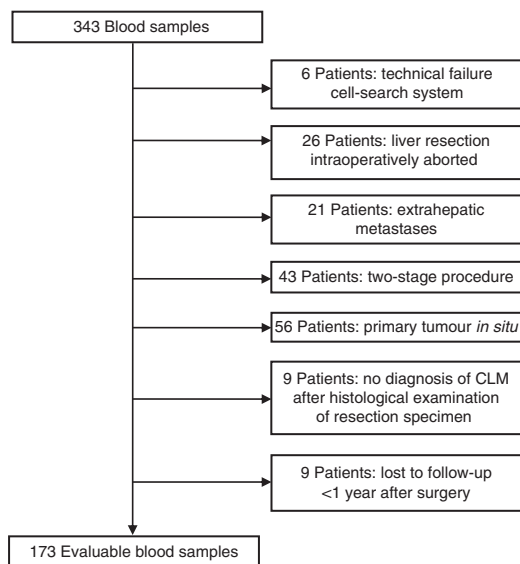 343 Blood samples
6 Patients: technical failure
cell-search system
26 Patients: liver resection
intraoperatively aborted
21 Patients: extrahepatic
metastases
43 Patients: two-stage procedure
56 Patients: primary tumour in situ
9 Patients: no diagnosis of CLM
after histological examination
of resection specimen
9 Patients: lost to follow-up
<1 year after surgery
173 Evaluable blood samples